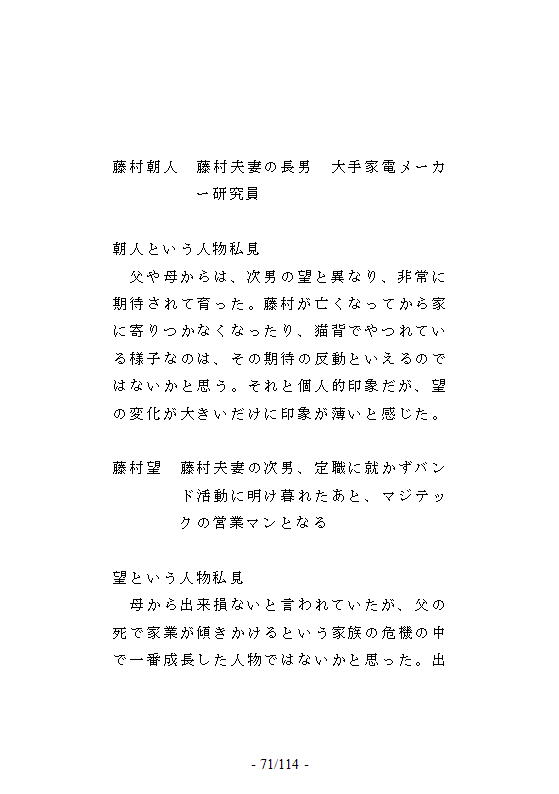 藤村朝人　藤村夫妻の長男　大手家電メーカ
ー研究員
朝人という人物私見
　父や母からは、次男の望と異なり、非常に
期待されて育った。藤村が亡くなってから家
に寄りつかなくなったり、猫背でやつれてい
る様子なのは、その期待の反動といえるので
はないかと思う。それと個人的印象だが、望
の変化が大きいだけに印象が薄いと感じた。
藤村望　藤村夫妻の次男、定職に就かずバン
ド活動に明け暮れたあと、マジテッ
クの営業マンとなる
望という人物私見
　母から出来損ないと言われていたが、父の
死で家業が傾きかけるという家族の危機の中
で一番成長した人物ではないかと思った。出
- 71/114 -